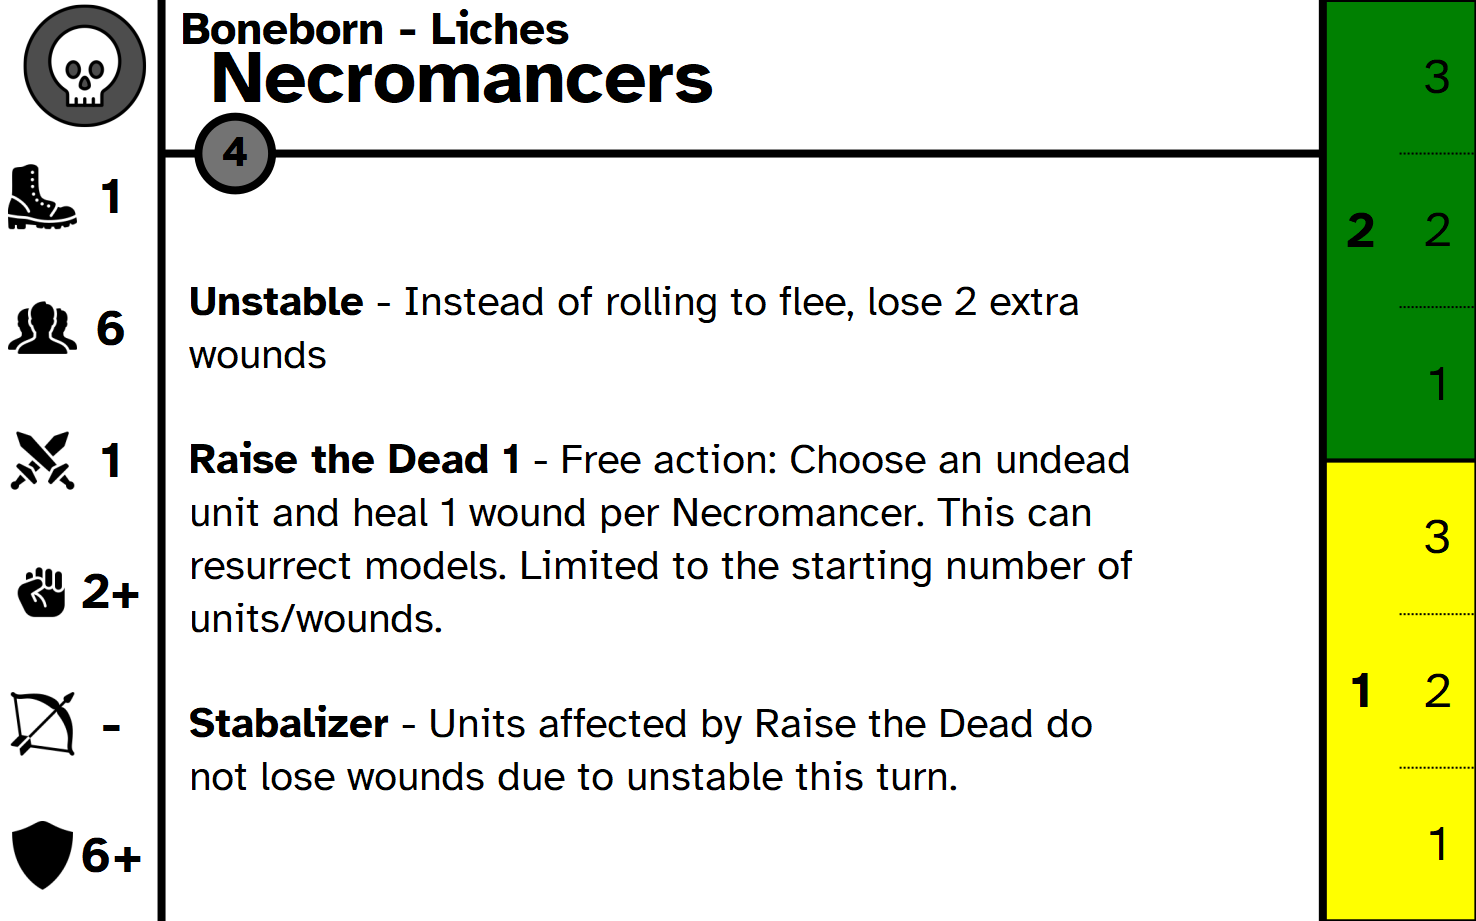 Boneborn - Liches
Necromancers
4
1
6
1
2+
-
6+
Unstable - Instead of rolling to flee, lose 2 extra
wounds
Raise the Dead 1 - Free action: Choose an undead
unit and heal 1 wound per Necromancer. This can
resurrect models. Limited to the starting number of
units/wounds.
Stabalizer - Units affected by Raise the Dead do
not lose wounds due to unstable this turn.
3
2 2
1
3
1 2
1